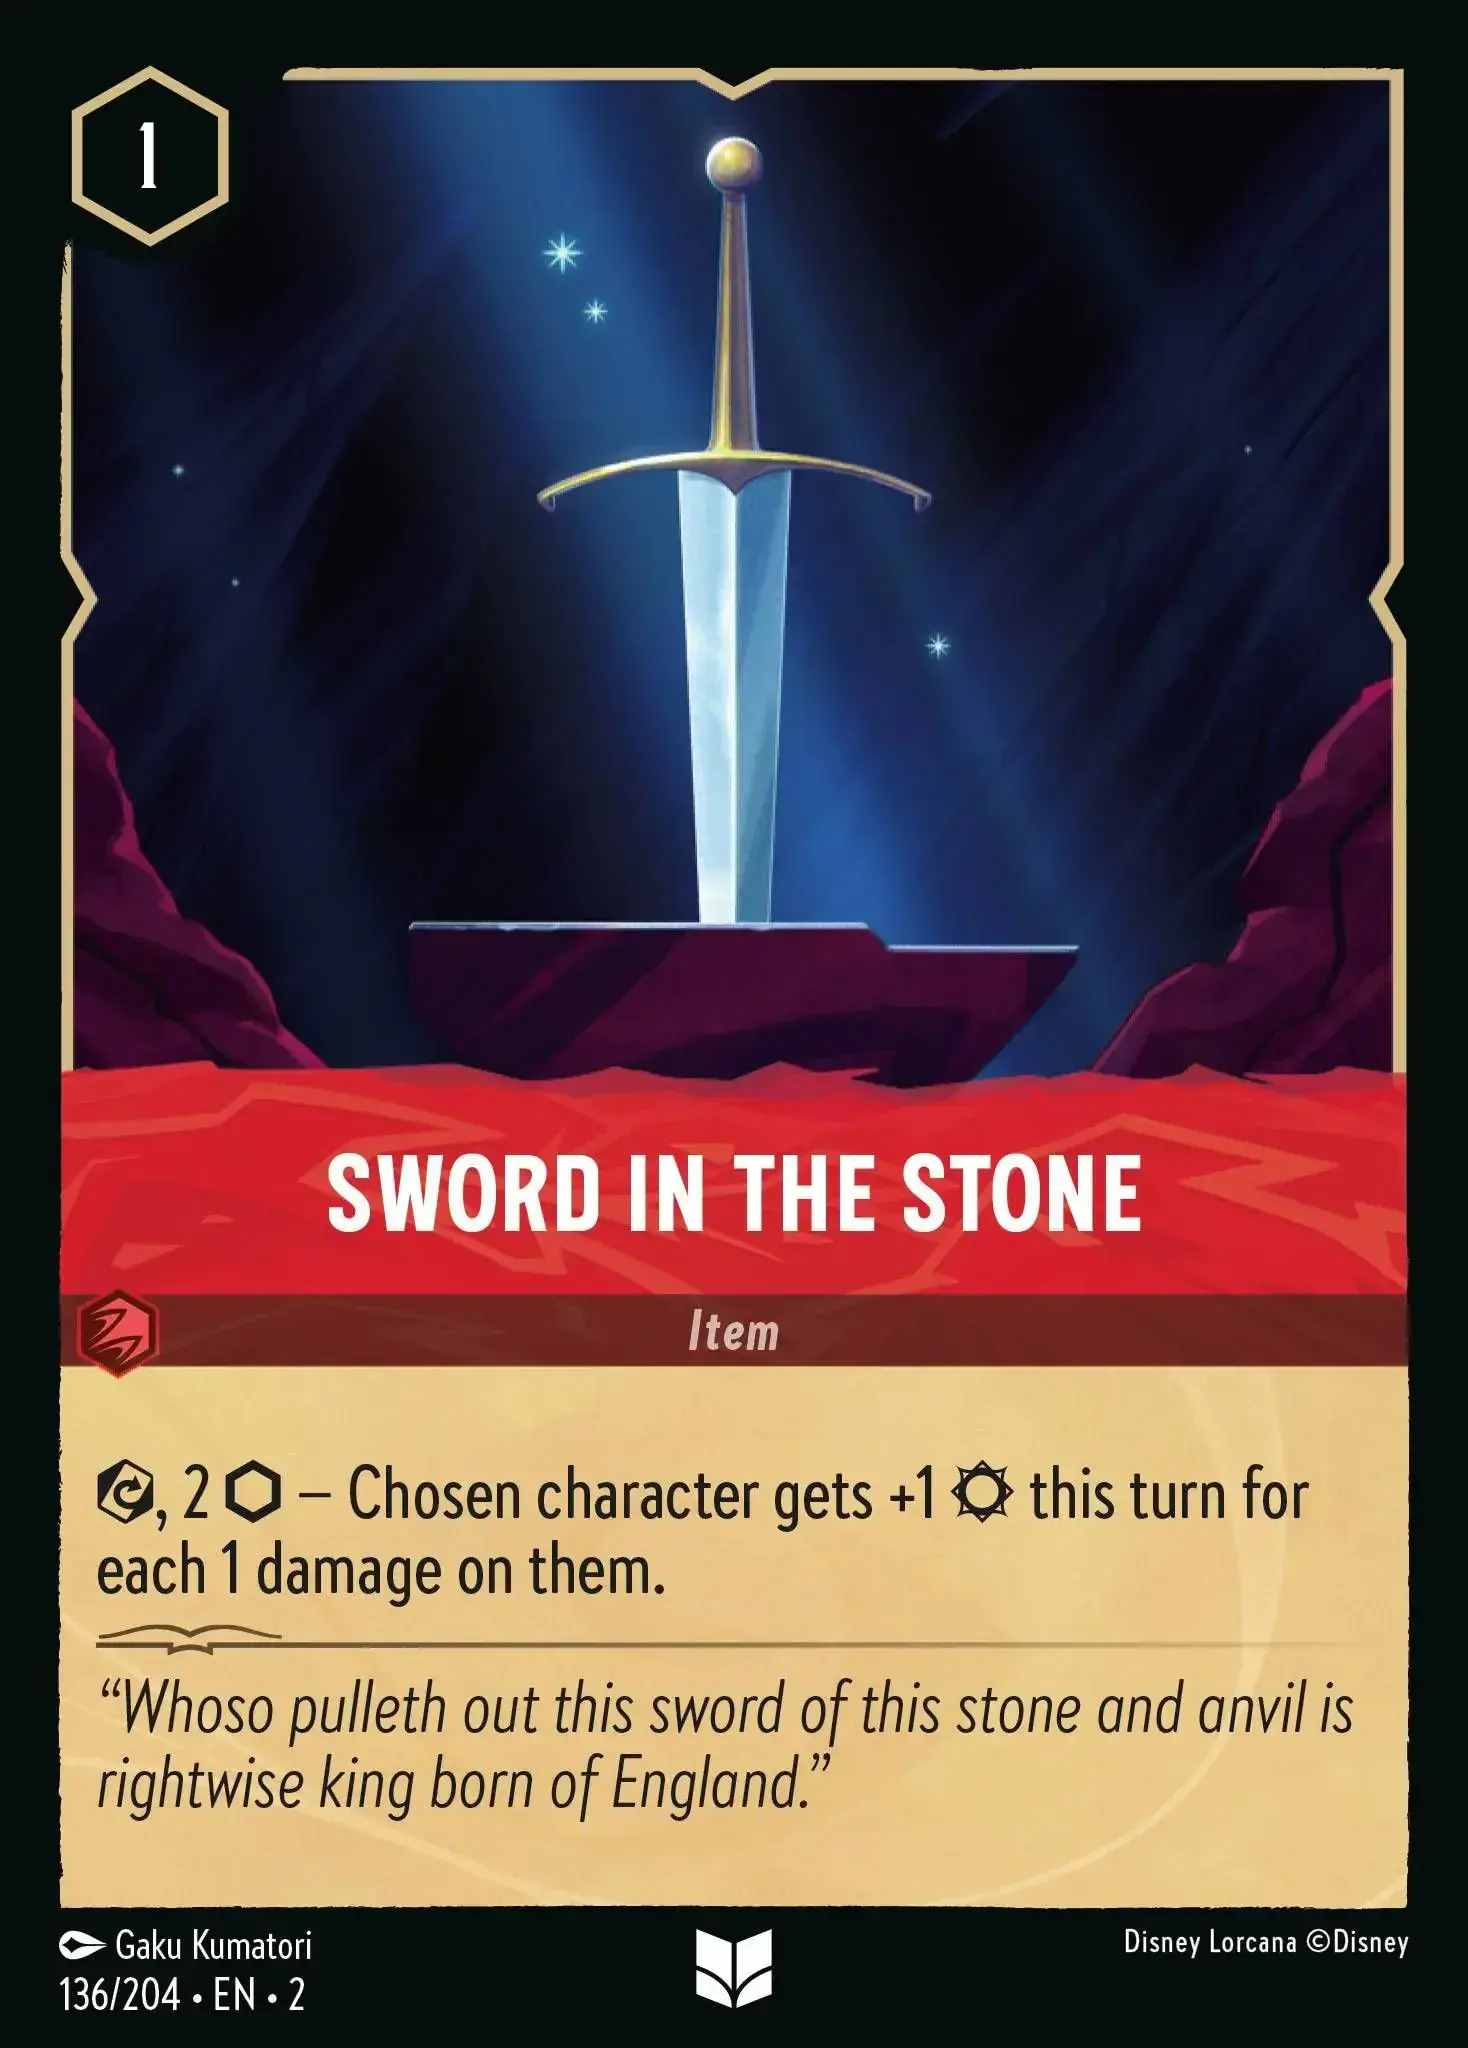 1
SWORD IN THE STONE
Item
, 2 – Chosen character gets +1 this turn for
each 1 damage on them.
“Whoso pulleth out this sword of this stone and anvil is
rightwise king born of England.”
Gaku Kumatori
136/204 • EN • 2
Disney Lorcana ©Disney